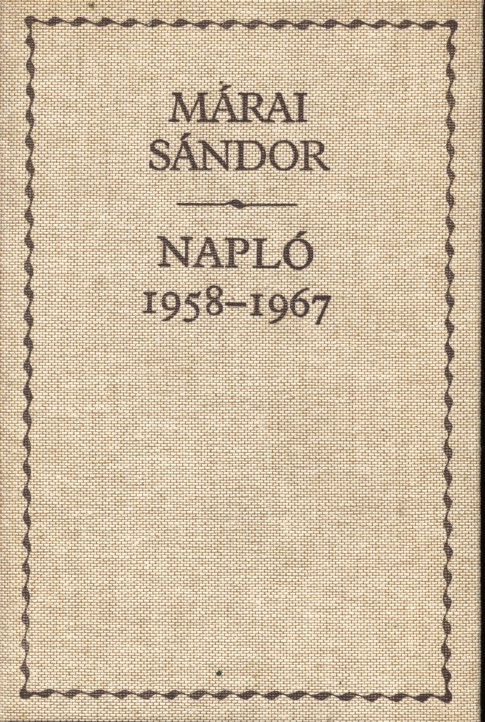 MÁRAI
SÁNDOR
NAPLÓ
1958–1967